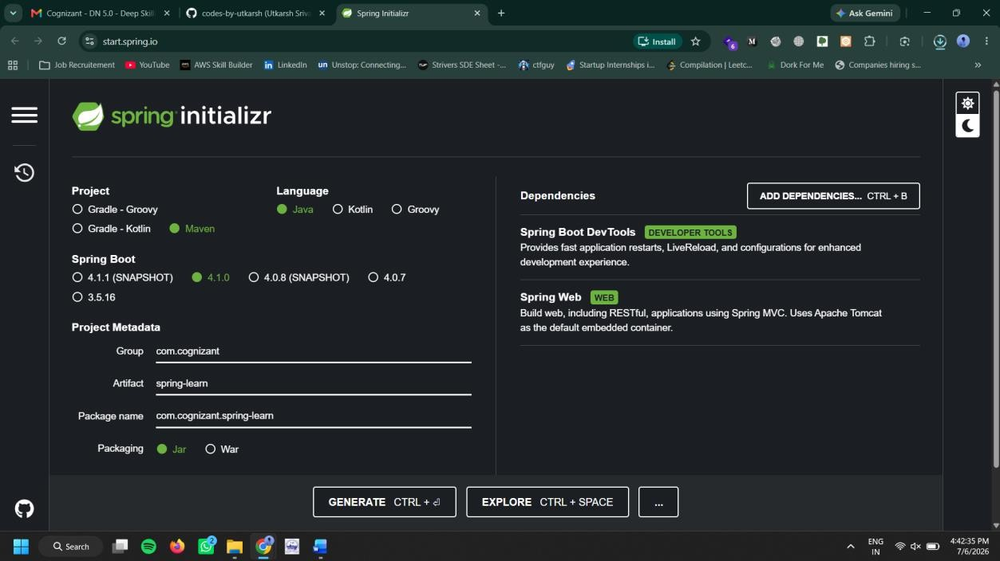 Cognizant - DN 5.0 - Deep Skil
codes-by-utkarsh (Utkarsh Sriva
Spring Initializr
Ask Gemini
start.spring.io
Install
6
M
Job Recruitement
YouTube
AWS Skill Builder
LinkedIn
un Unstop: Connecting...
TUF Strivers SDE Sheet -...
ctfguy
Startup Internships i...
Compilation | Leetc...
Dork For Me
Companies hiring s...
»
spring initializr
Project
Gradle - Groovy
Gradle - Kotlin
Maven
Language
Java
Kotlin
Groovy
Spring Boot
4.1.1 (SNAPSHOT)
4.1.0
4.0.8 (SNAPSHOT)
4.0.7
3.5.16
Project Metadata
Group com.cognizant
Artifact spring-learn
Package name com.cognizant.spring-learn
Packaging Jar War
Dependencies
ADD DEPENDENCIES... CTRL + B
Spring Boot DevTools DEVELOPER TOOLS
Provides fast application restarts, LiveReload, and configurations for enhanced
development experience.
Spring Web WEB
Build web, including RESTful, applications using Spring MVC. Uses Apache Tomcat
as the default embedded container.
GENERATE CTRL + ⏎
EXPLORE CTRL + SPACE
...
Search
2
ENG
IN
4:42:35 PM
7/6/2026